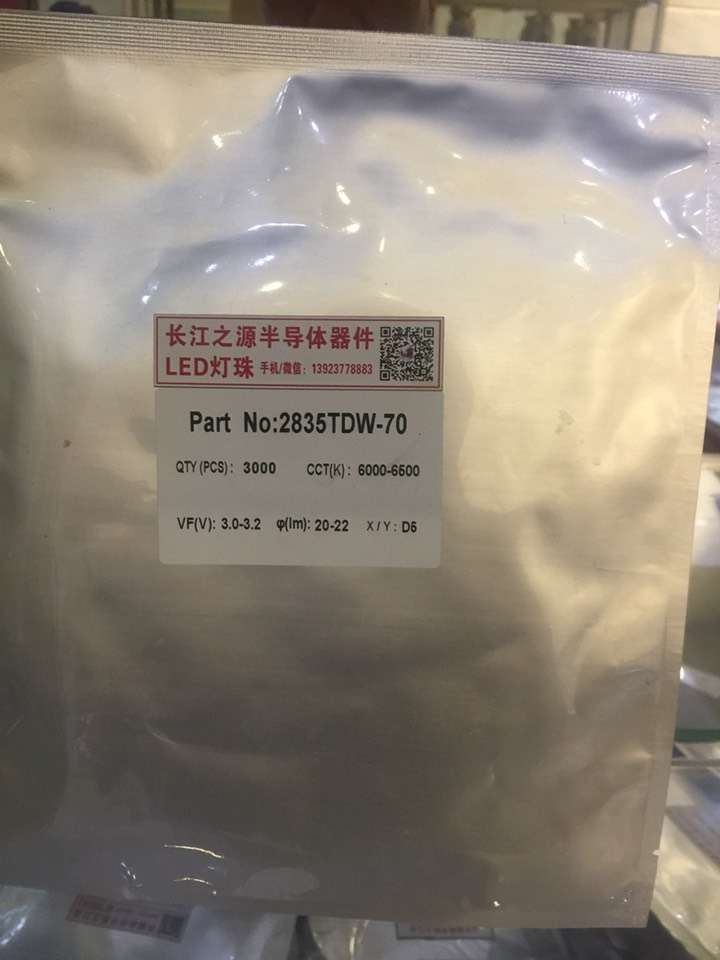 长江之源半导体器件
LED灯珠 手机/微信: 13923778883
Part No:2835TDW-70
QTY (PCS): 3000 CCT(K): 6000-6500
VF(V): 3.0-3.2 φ(lm): 20-22 X/Y: D6